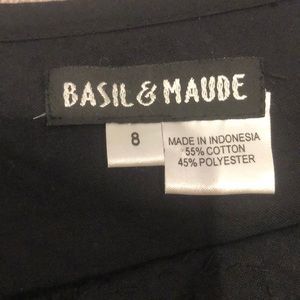 BASIL & MAUDE
8
MADE IN INDONESIA
55% COTTON
45% POLYESTER